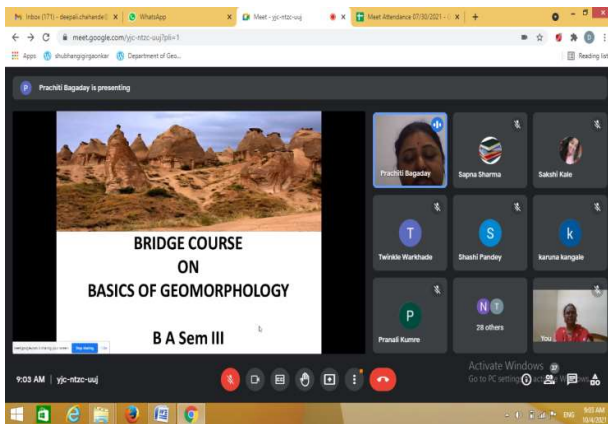 Inbox (171) - deepali.chahande
WhatsApp
Meet - yjc-ntzc-uuj
Meet Attendance 07/30/2021 -
meet.google.com/yjc-ntzc-uuj?pli=1
Apps
shubhangigirgaonkar
Department of Geo...
Reading list
P
Prachiti Bagaday is presenting
BRIDGE COURSE
ON
BASICS OF GEOMORPHOLOGY
B A Sem III
Stop sharing
Hide
Prachiti Bagaday
Sapna Sharma
Sakshi Kale
T
Twinkle Warkhade
S
Shashi Pandey
k
karuna kangale
P
Pranali Kumre
N T
28 others
You
Activate Windows
Go to PC settings
9:03 AM | yjc-ntzc-uuj
ENG
9:03 AM
10/4/2021